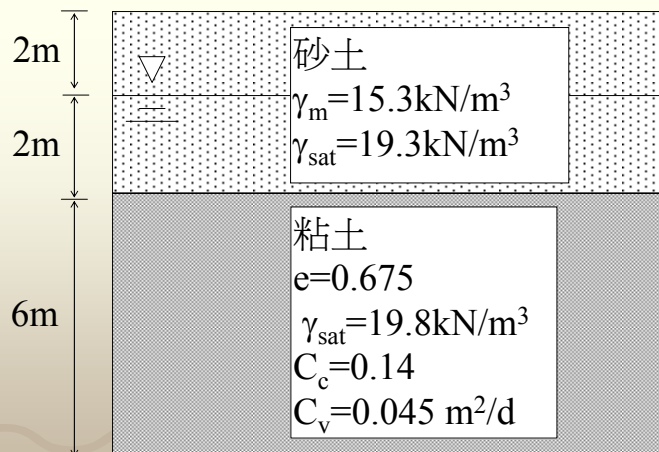 2m
2m
6m
砂土
γm=15.3kN/m³
γsat=19.3kN/m³
粘土
e=0.675
γsat=19.8kN/m³
Cc=0.14
Cv=0.045 m²/d